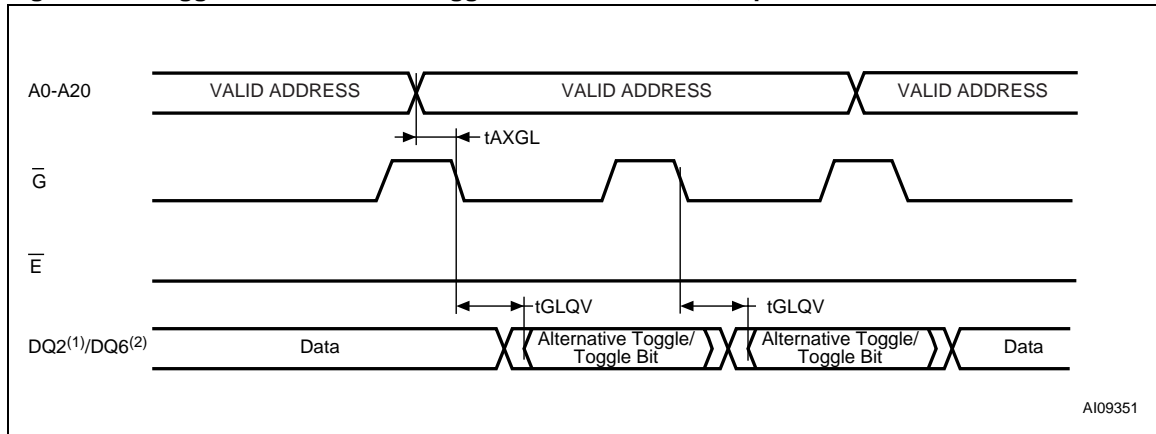 A0-A20
VALID ADDRESS
VALID ADDRESS
VALID ADDRESS
tAXGL
G
E
tGLQV
tGLQV
DQ2(1)/DQ6(2)
Data
Alternative Toggle/
Toggle Bit
Alternative Toggle/
Toggle Bit
Data
AI09351